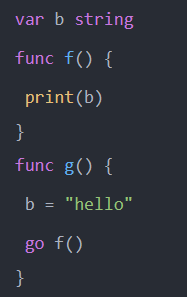 var b string
func f() {
 print(b)
}
func g() {
 b = "hello"
 go f()
}